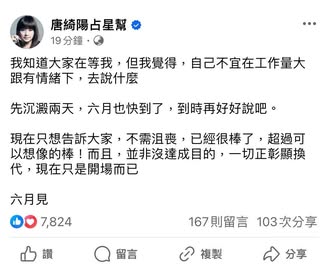 唐綺陽占星幫
19分鐘·
我知道大家在等我，但我覺得，自己不宜在工作量大
跟有情緒下，去說什麼
先沉澱兩天，六月也快到了，到時再好好說吧。
現在只想告訴大家，不需沮喪，已經很棒了，超過可
以想像的棒！而且，並非沒達成目的，一切正彰顯換
代，現在只是開場而已
六月見
7,824
167則留言 103次分享
讚 留言 複製 分享